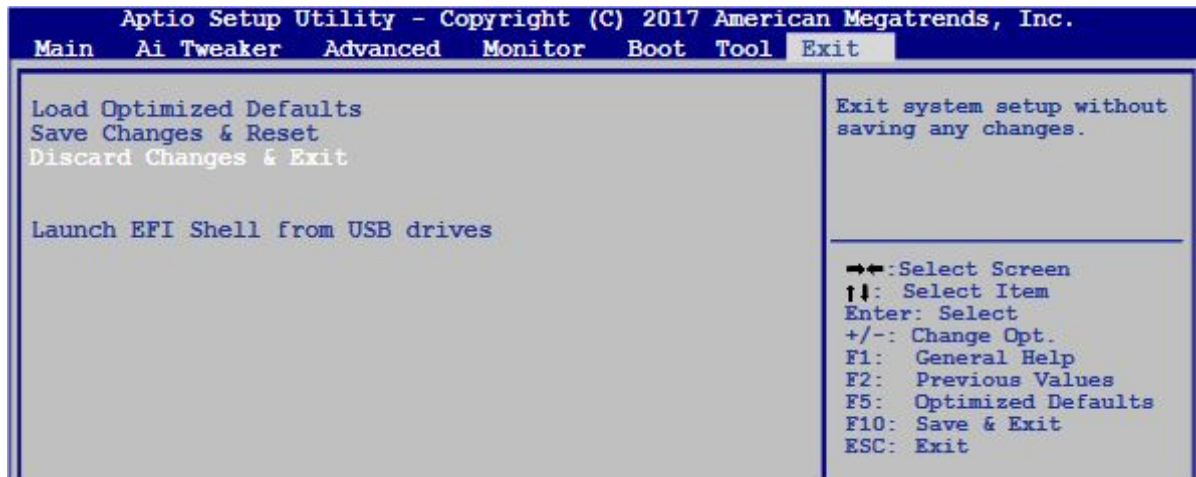 Aptio Setup Utility - Copyright (C) 2017 American Megatrends, Inc.
Main Ai Tweaker Advanced Monitor Boot Tool Exit
Load Optimized Defaults
Save Changes & Reset
Discard Changes & Exit
Launch EFI Shell from USB drives
Exit system setup without
saving any changes.
→←:Select Screen
↑↓: Select Item
Enter: Select
+/-: Change Opt.
F1: General Help
F2: Previous Values
F5: Optimized Defaults
F10: Save & Exit
ESC: Exit